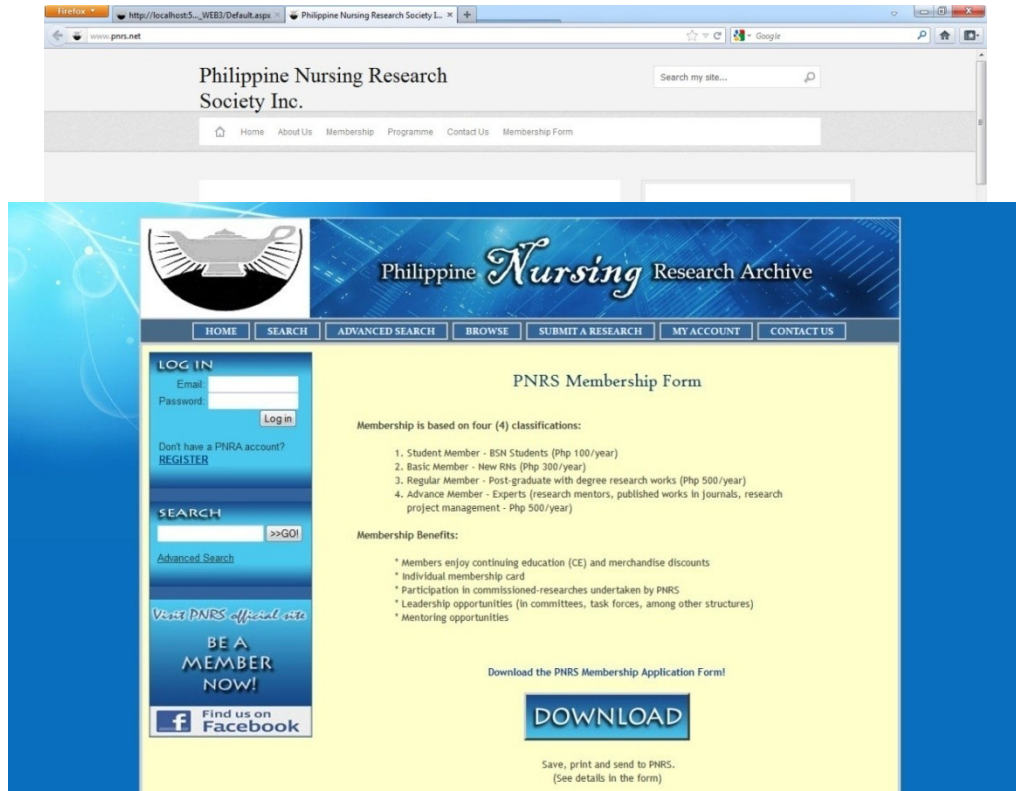 Firefox
http://localhost:5..._WEB3/Default.aspx
Philippine Nursing Research Society I...
www.pnrs.net
Google
Philippine Nursing Research
Society Inc.
Search my site...
Home About Us Membership Programme Contact Us Membership Form
Philippine Nursing Research Archive
HOME SEARCH ADVANCED SEARCH BROWSE SUBMIT A RESEARCH MY ACCOUNT CONTACT US
LOG IN
Email:
Password:
Log in
Don't have a PNRA account?
REGISTER
SEARCH
>>GO!
Advanced Search
Visit PNRS official site
BE A
MEMBER
NOW!
f Find us on
Facebook
PNRS Membership Form
Membership is based on four (4) classifications:
1. Student Member - BSN Students (Php 100/year)
2. Basic Member - New RNs (Php 300/year)
3. Regular Member - Post-graduate with degree research works (Php 500/year)
4. Advance Member - Experts (research mentors, published works in journals, research
project management - Php 500/year)
Membership Benefits:
* Members enjoy continuing education (CE) and merchandise discounts
* Individual membership card
* Participation in commissioned-researches undertaken by PNRS
* Leadership opportunities (in committees, task forces, among other structures)
* Mentoring opportunities
Download the PNRS Membership Application Form!
DOWNLOAD
Save, print and send to PNRS.
(See details in the form)